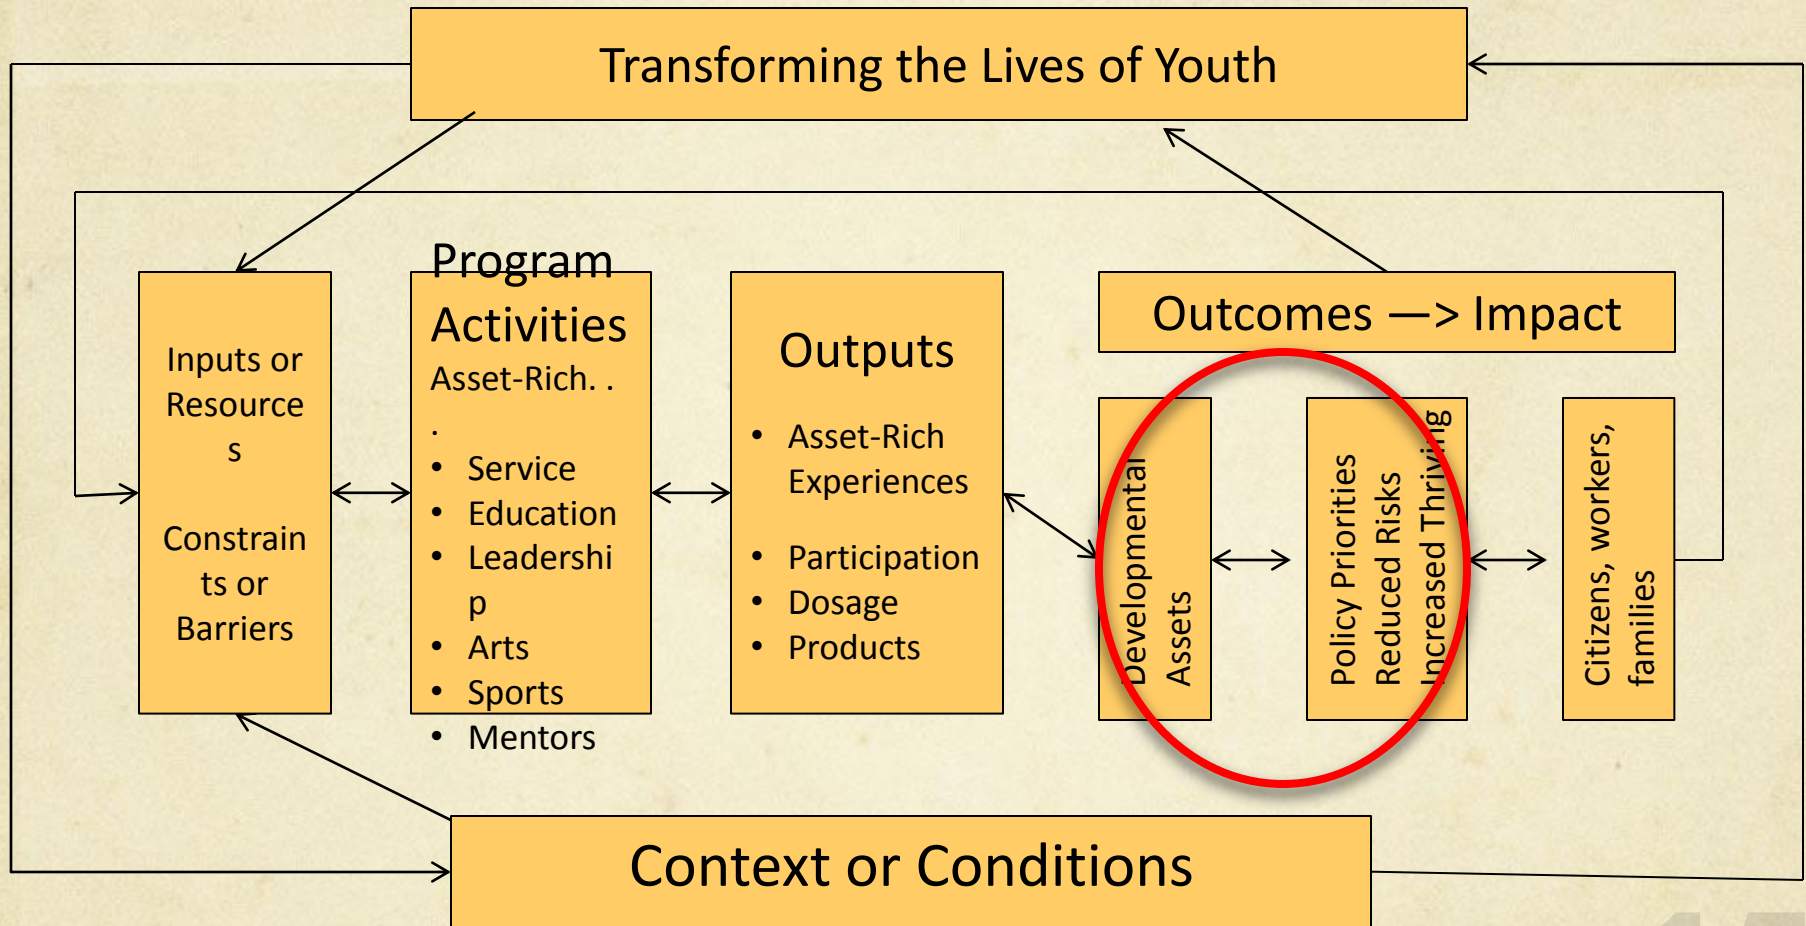 Transforming the Lives of Youth
Inputs or
Resource
s
Constrain
ts or
Barriers
Program
Activities
Asset-Rich. .
.
• Service
• Education
• Leadershi
p
• Arts
• Sports
• Mentors
Outputs
• Asset-Rich
Experiences
• Participation
• Dosage
• Products
Outcomes —> Impact
Developmental
Assets
Policy Priorities
Reduced Risks
Increased Thriving
Citizens, workers,
families
Context or Conditions